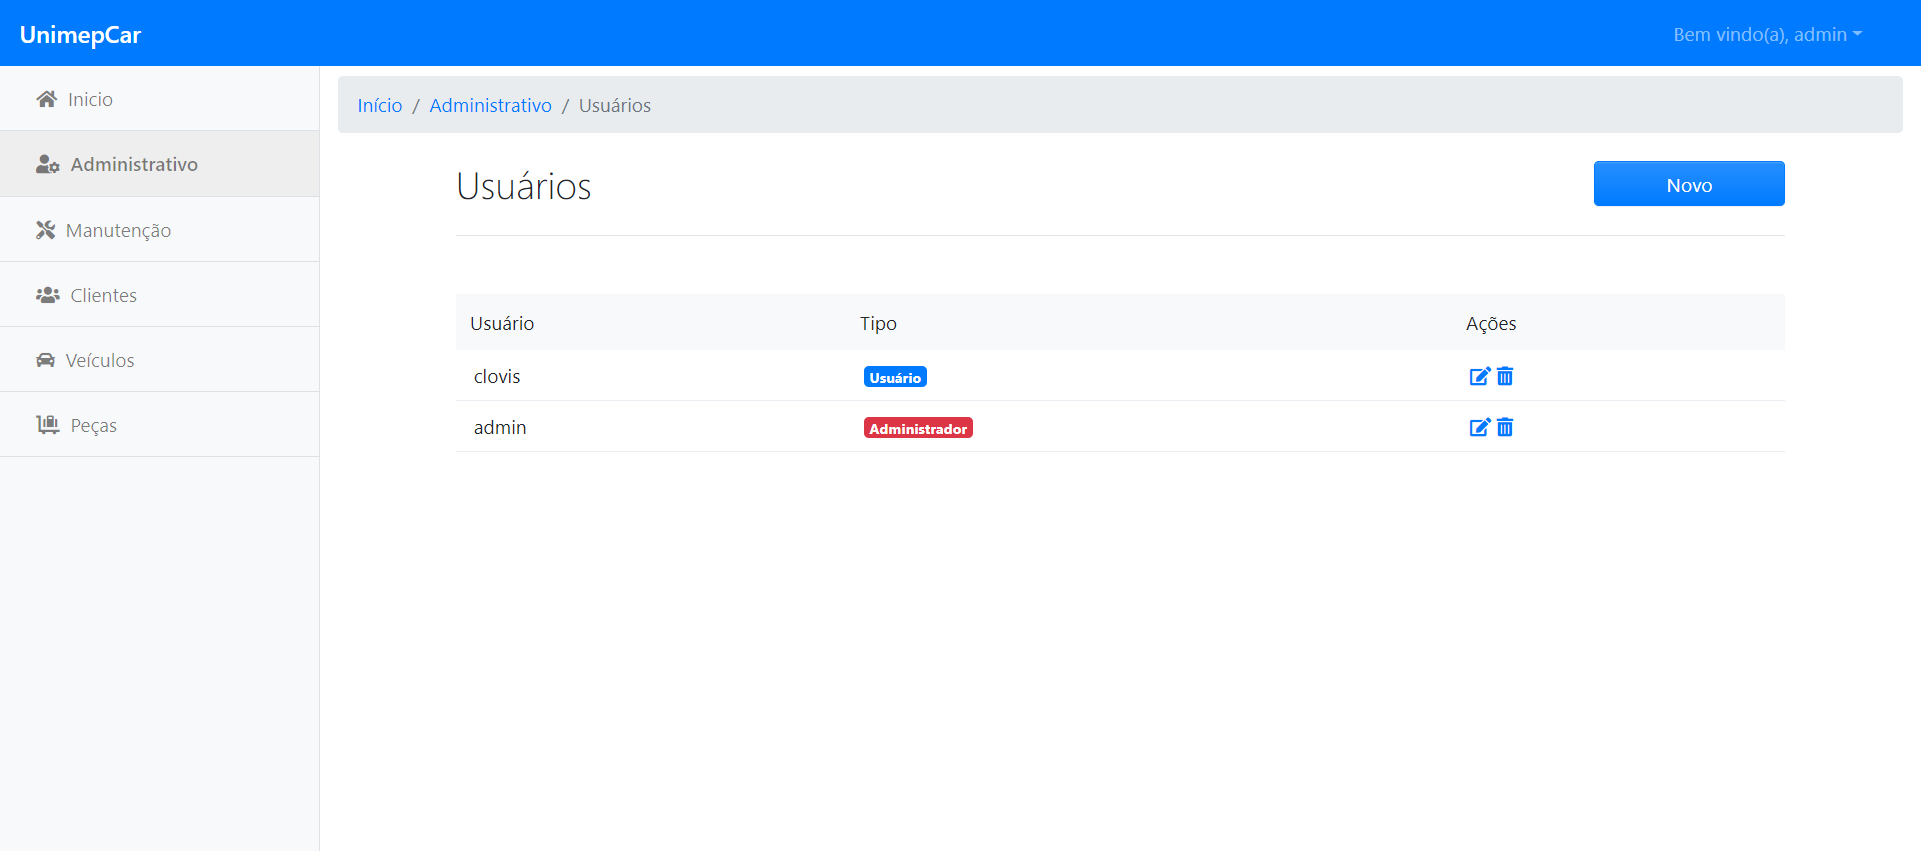 UnimepCar
Bem vindo(a), admin
Inicio
Administrativo
Manutenção
Clientes
Veículos
Peças
Início / Administrativo / Usuários
Usuários
Novo
Usuário Tipo Ações
clovis Usuário
admin Administrador